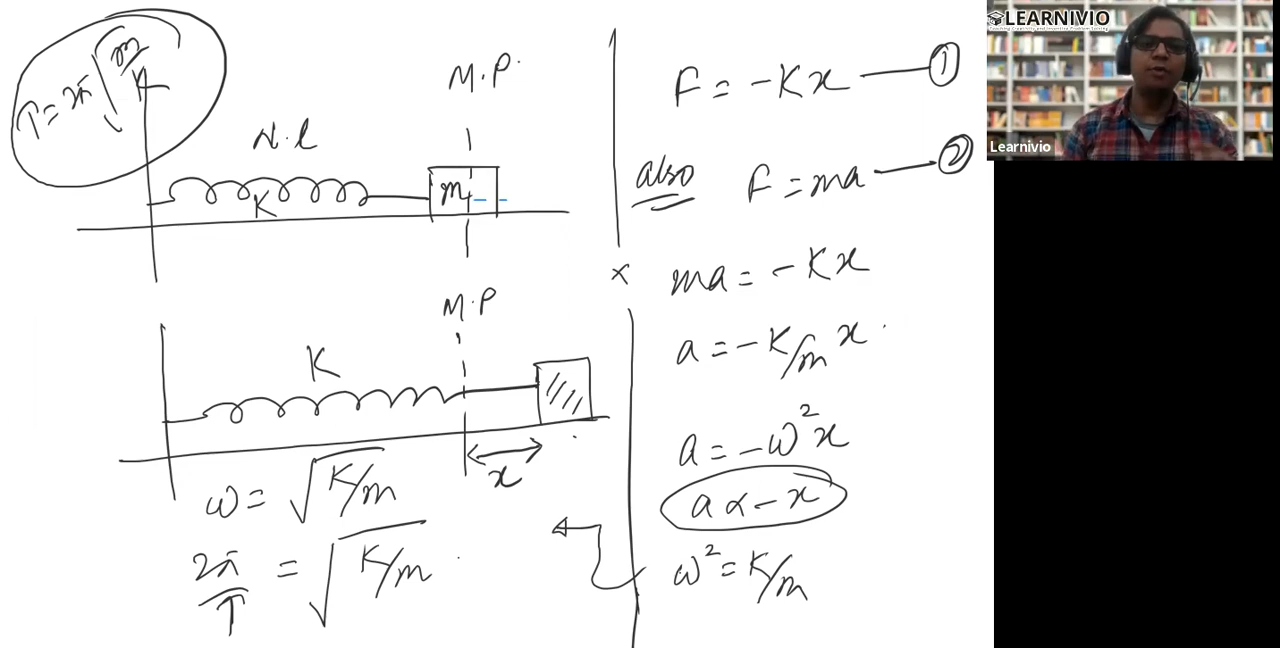 T = 2π √m/K
M.P.
N.l
K
m
M.P
K
x
ω = √K/m
2π/T = √K/m
F = -Kx ——— ①
also F = ma ——— ②
ma = -Kx
a = -K/m x
a = -ω²x
a ∝ -x
ω² = K/m
LEARNIVIO
Learnivio